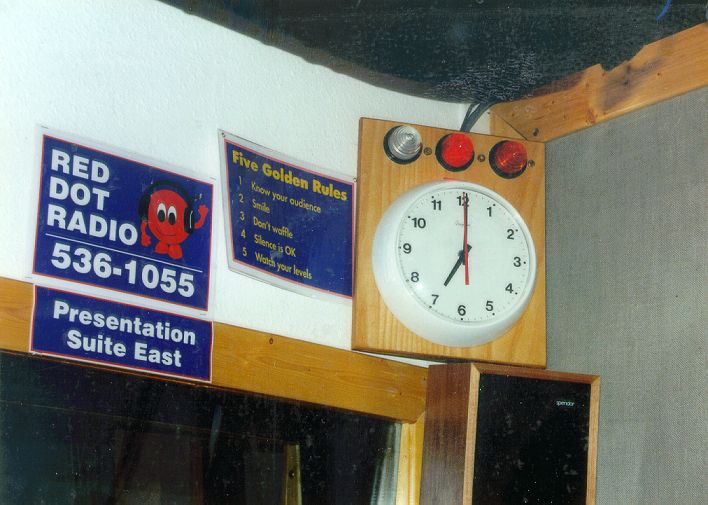 RED
DOT
RADIO
536-1055
Presentation
Suite East
Five Golden Rules
1 Know your audience
2 Smile
3 Don't waffle
4 Silence is OK
5 Watch your levels
12
1
2
3
4
5
6
7
8
9
10
11
spendor